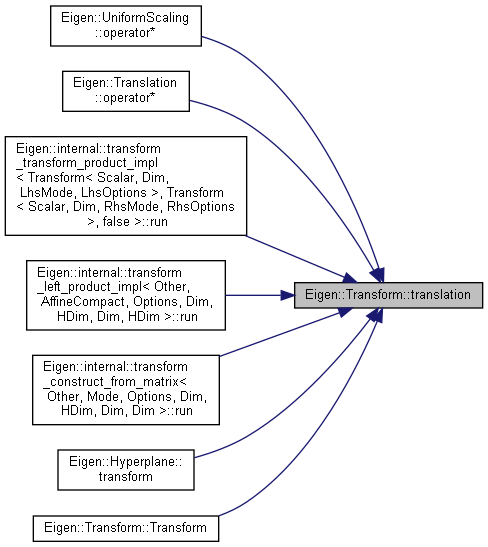 Eigen::UniformScaling
::operator*
Eigen::Translation
::operator*
Eigen::internal::transform
_transform_product_impl
< Transform< Scalar, Dim,
LhsMode, LhsOptions >, Transform
< Scalar, Dim, RhsMode, RhsOptions
>, false >::run
Eigen::internal::transform
_left_product_impl< Other,
AffineCompact, Options, Dim,
HDim, Dim, HDim >::run
Eigen::Transform::translation
Eigen::internal::transform
_construct_from_matrix<
Other, Mode, Options, Dim,
HDim, Dim, Dim >::run
Eigen::Hyperplane::
transform
Eigen::Transform::Transform